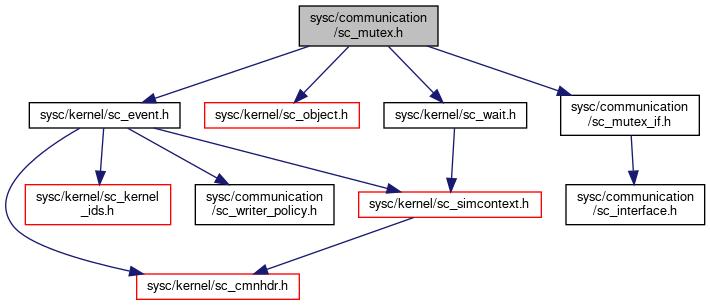 sysc/communication
/sc_mutex.h
sysc/kernel/sc_event.h
sysc/kernel/sc_object.h
sysc/kernel/sc_wait.h
sysc/communication
/sc_mutex_if.h
sysc/kernel/sc_kernel
_ids.h
sysc/communication
/sc_writer_policy.h
sysc/kernel/sc_simcontext.h
sysc/communication
/sc_interface.h
sysc/kernel/sc_cmnhdr.h